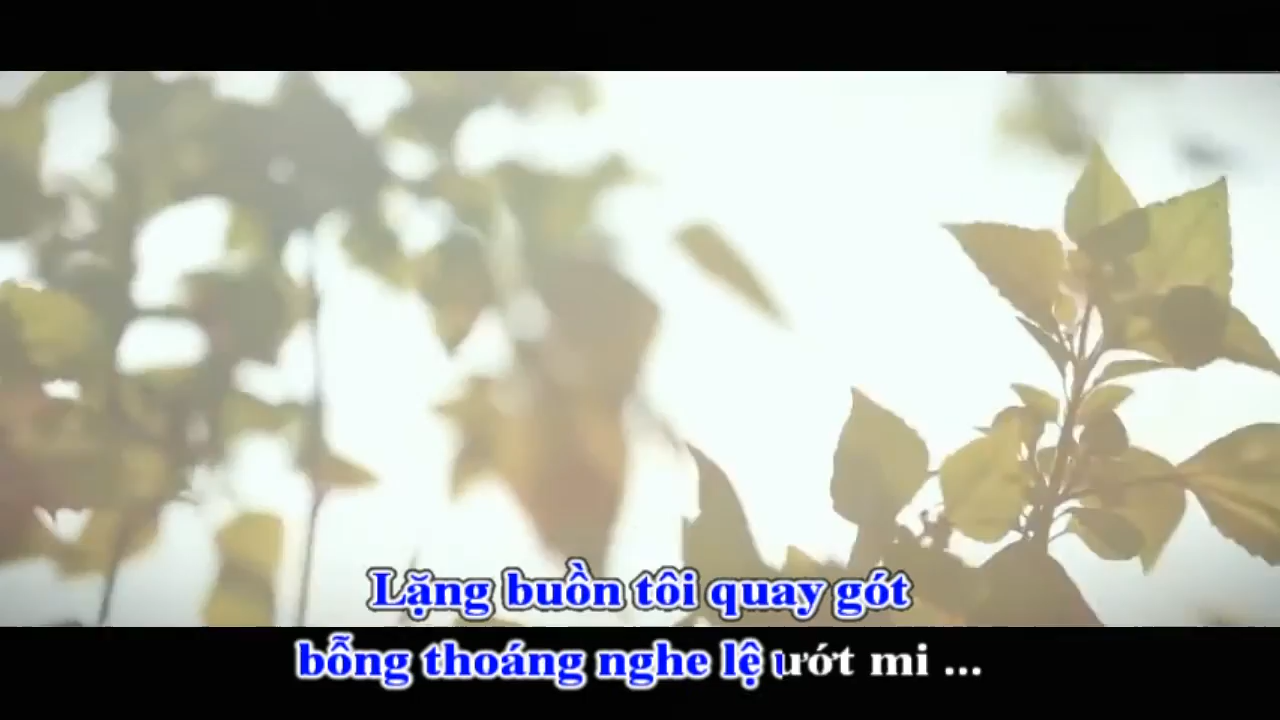 Lặng buồn tôi quay gót
bỗng thoáng nghe lệ ướt mi ...